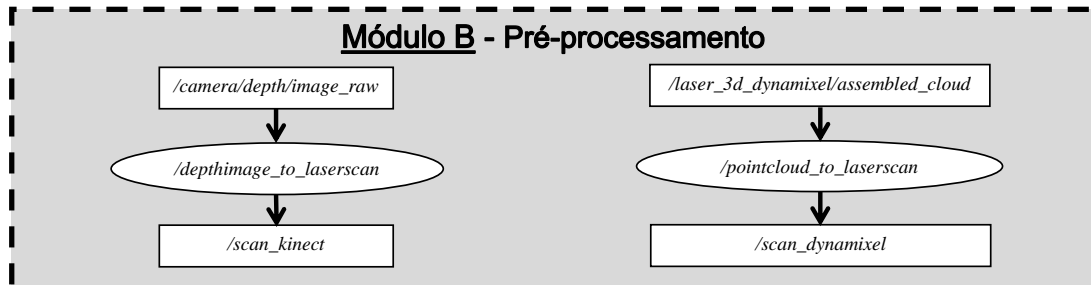 Módulo B - Pré-processamento
/camera/depth/image_raw
/depthimage_to_laserscan
/scan_kinect
/laser_3d_dynamixel/assembled_cloud
/pointcloud_to_laserscan
/scan_dynamixel